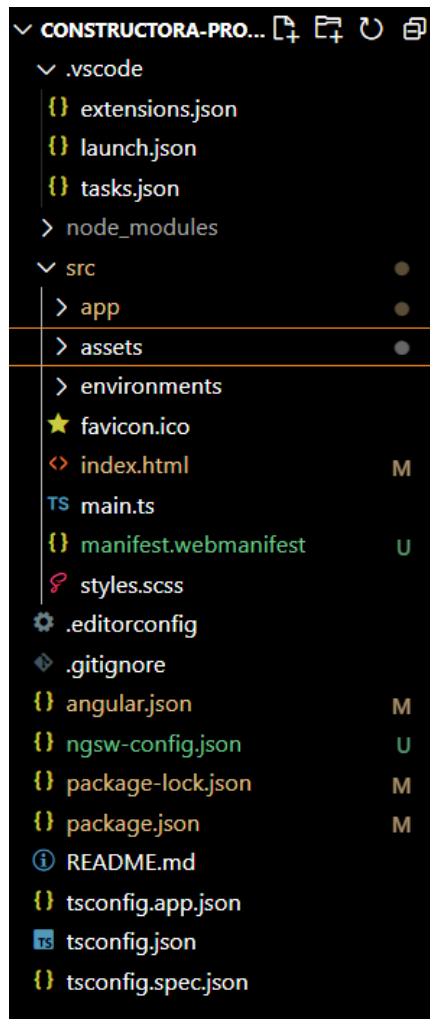 CONSTRUCTORA-PRO...
.vscode
{} extensions.json
{} launch.json
{} tasks.json
node_modules
src
app
assets
environments
favicon.ico
<> index.html M
TS main.ts
{} manifest.webmanifest U
styles.scss
.editorconfig
.gitignore
{} angular.json M
{} ngsw-config.json U
{} package-lock.json M
{} package.json M
README.md
{} tsconfig.app.json
TS tsconfig.json
{} tsconfig.spec.json